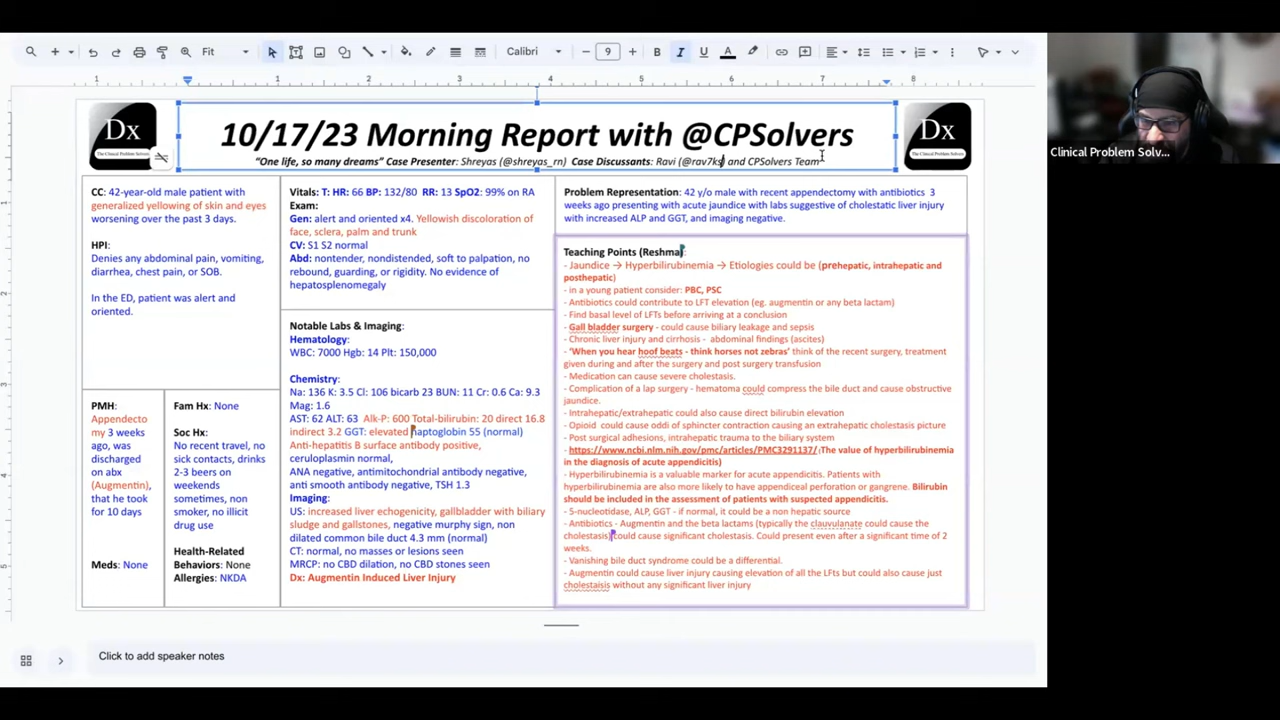 Fit
Calibri
9
B
I
U
A
1
1
2
3
4
5
6
7
8
Dx
The Clinical Problem Solvers
10/17/23 Morning Report with @CPSolvers
"One life, so many dreams" Case Presenter: Shreyas (@shreyas_rn) Case Discussants: Ravi (@rav7ks) and CPSolvers Team
Dx
The Clinical Problem Solvers
Clinical Problem Solv...
CC: 42-year-old male patient with
generalized yellowing of skin and eyes
worsening over the past 3 days.
HPI:
Denies any abdominal pain, vomiting,
diarrhea, chest pain, or SOB.
In the ED, patient was alert and
oriented.
PMH:
Appendecto
my 3 weeks
ago, was
discharged
on abx
(Augmentin),
that he took
for 10 days
Meds: None
Fam Hx: None
Soc Hx:
No recent travel, no
sick contacts, drinks
2-3 beers on
weekends
sometimes, non
smoker, no illicit
drug use
Health-Related
Behaviors: None
Allergies: NKDA
Vitals: T: HR: 66 BP: 132/80 RR: 13 SpO2: 99% on RA
Exam:
Gen: alert and oriented x4. Yellowish discoloration of
face, sclera, palm and trunk
CV: S1 S2 normal
Abd: nontender, nondistended, soft to palpation, no
rebound, guarding, or rigidity. No evidence of
hepatosplenomegaly
Notable Labs & Imaging:
Hematology:
WBC: 7000 Hgb: 14 Plt: 150,000
Chemistry:
Na: 136 K: 3.5 Cl: 106 bicarb 23 BUN: 11 Cr: 0.6 Ca: 9.3
Mag: 1.6
AST: 62 ALT: 63 Alk-P: 600 Total-bilirubin: 20 direct 16.8
indirect 3.2 GGT: elevated haptoglobin 55 (normal)
Anti-hepatitis B surface antibody positive,
ceruloplasmin normal,
ANA negative, antimitochondrial antibody negative,
anti smooth antibody negative, TSH 1.3
Imaging:
US: increased liver echogenicity, gallbladder with biliary
sludge and gallstones, negative murphy sign, non
dilated common bile duct 4.3 mm (normal)
CT: normal, no masses or lesions seen
MRCP: no CBD dilation, no CBD stones seen
Dx: Augmentin Induced Liver Injury
Problem Representation: 42 y/o male with recent appendectomy with antibiotics 3
weeks ago presenting with acute jaundice with labs suggestive of cholestatic liver injury
with increased ALP and GGT, and imaging negative.
Teaching Points (Reshma):
- Jaundice → Hyperbilirubinemia → Etiologies could be (prehepatic, intrahepatic and
posthepatic)
- in a young patient consider: PBC, PSC
- Antibiotics could contribute to LFT elevation (eg. augmentin or any beta lactam)
- Find basal level of LFTs before arriving at a conclusion
- Gall bladder surgery - could cause biliary leakage and sepsis
- Chronic liver injury and cirrhosis - abdominal findings (ascites)
- 'When you hear hoof beats - think horses not zebras' think of the recent surgery, treatment
given during and after the surgery and post surgery transfusion
- Medication can cause severe cholestasis.
- Complication of a lap surgery - hematoma could compress the bile duct and cause obstructive
jaundice.
- Intrahepatic/extrahepatic could also cause direct bilirubin elevation
- Opioid could cause oddi of sphincter contraction causing an extrahepatic cholestasis picture
- Post surgical adhesions, intrahepatic trauma to the biliary system
- https://www.ncbi.nlm.nih.gov/pmc/articles/PMC3291137/ (The value of hyperbilirubinemia
in the diagnosis of acute appendicitis)
- Hyperbilirubinemia is a valuable marker for acute appendicitis. Patients with
hyperbilirubinemia are also more likely to have appendiceal perforation or gangrene. Bilirubin
should be included in the assessment of patients with suspected appendicitis.
- 5-nucleotidase, ALP, GGT - if normal, it could be a non hepatic source
- Antibiotics - Augmentin and the beta lactams (typically the clauvulanate could cause the
cholestasis) could cause significant cholestasis. Could present even after a significant time of 2
weeks.
- Vanishing bile duct syndrome could be a differential.
- Augmentin could cause liver injury causing elevation of all the LFTs but could also cause just
cholestaisis without any significant liver injury
Click to add speaker notes